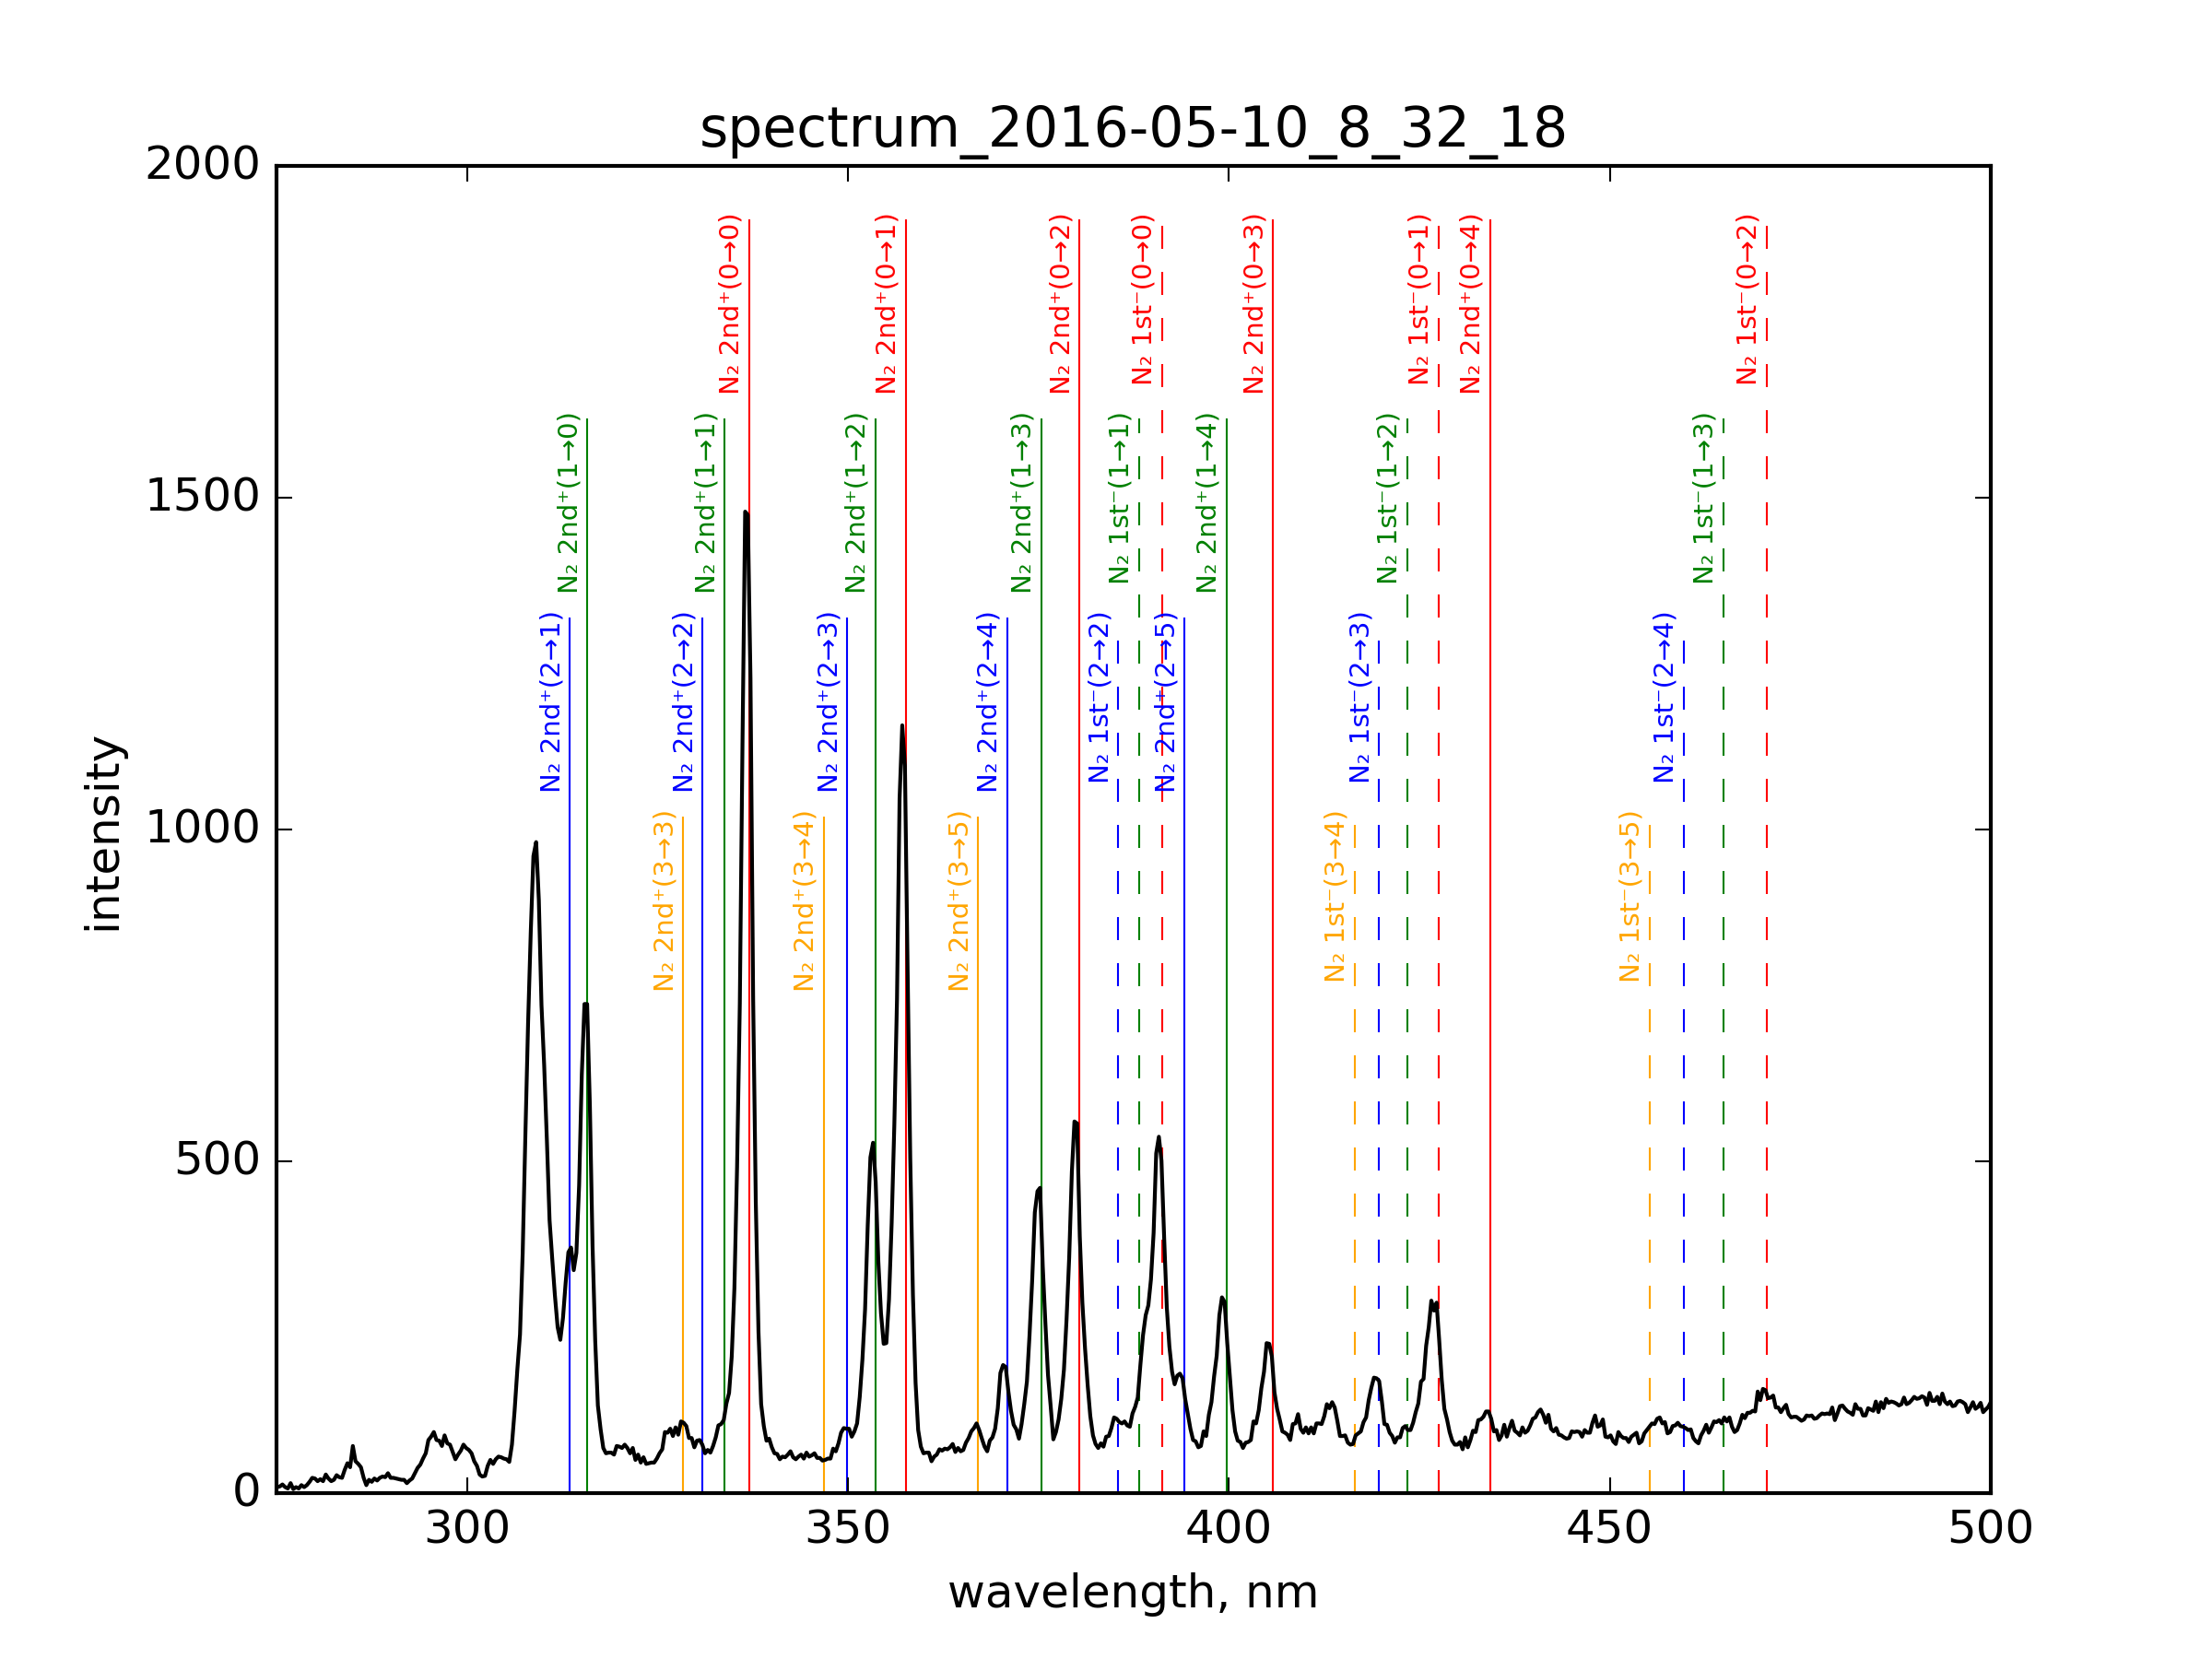 spectrum_2016-05-10_8_32_18
2000
1500
1000
500
0
intensity
N₂ 2nd⁺(0→0)
N₂ 2nd⁺(0→1)
N₂ 2nd⁺(0→2)
N₂ 1st⁻(0→0)
N₂ 2nd⁺(0→3)
N₂ 1st⁻(0→1)
N₂ 2nd⁺(0→4)
N₂ 1st⁻(0→2)
N₂ 2nd⁺(1→0)
N₂ 2nd⁺(1→1)
N₂ 2nd⁺(1→2)
N₂ 2nd⁺(1→3)
N₂ 1st⁻(1→1)
N₂ 2nd⁺(1→4)
N₂ 1st⁻(1→2)
N₂ 1st⁻(1→3)
N₂ 2nd⁺(2→1)
N₂ 2nd⁺(2→2)
N₂ 2nd⁺(2→3)
N₂ 2nd⁺(2→4)
N₂ 1st⁻(2→2)
N₂ 2nd⁺(2→5)
N₂ 1st⁻(2→3)
N₂ 1st⁻(2→4)
N₂ 2nd⁺(3→3)
N₂ 2nd⁺(3→4)
N₂ 2nd⁺(3→5)
N₂ 1st⁻(3→4)
N₂ 1st⁻(3→5)
300 350 400 450 500
wavelength, nm